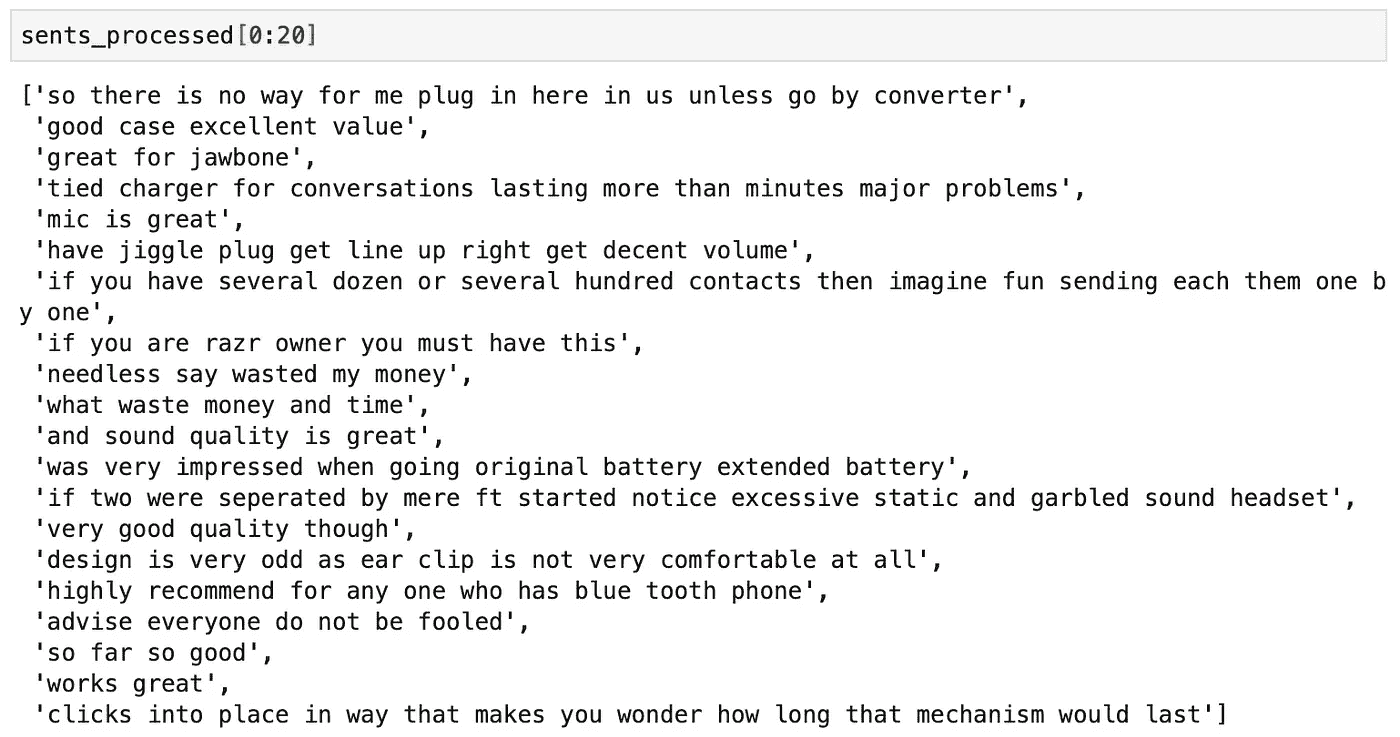 sents_processed[0:20]
['so there is no way for me plug in here in us unless go by converter',
'good case excellent value',
'great for jawbone',
'tied charger for conversations lasting more than minutes major problems',
'mic is great',
'have jiggle plug get line up right get decent volume',
'if you have several dozen or several hundred contacts then imagine fun sending each them one b
y one',
'if you are razr owner you must have this',
'needless say wasted my money',
'what waste money and time',
'and sound quality is great',
'was very impressed when going original battery extended battery',
'if two were seperated by mere ft started notice excessive static and garbled sound headset',
'very good quality though',
'design is very odd as ear clip is not very comfortable at all',
'highly recommend for any one who has blue tooth phone',
'advise everyone do not be fooled',
'so far so good',
'works great',
'clicks into place in way that makes you wonder how long that mechanism would last']